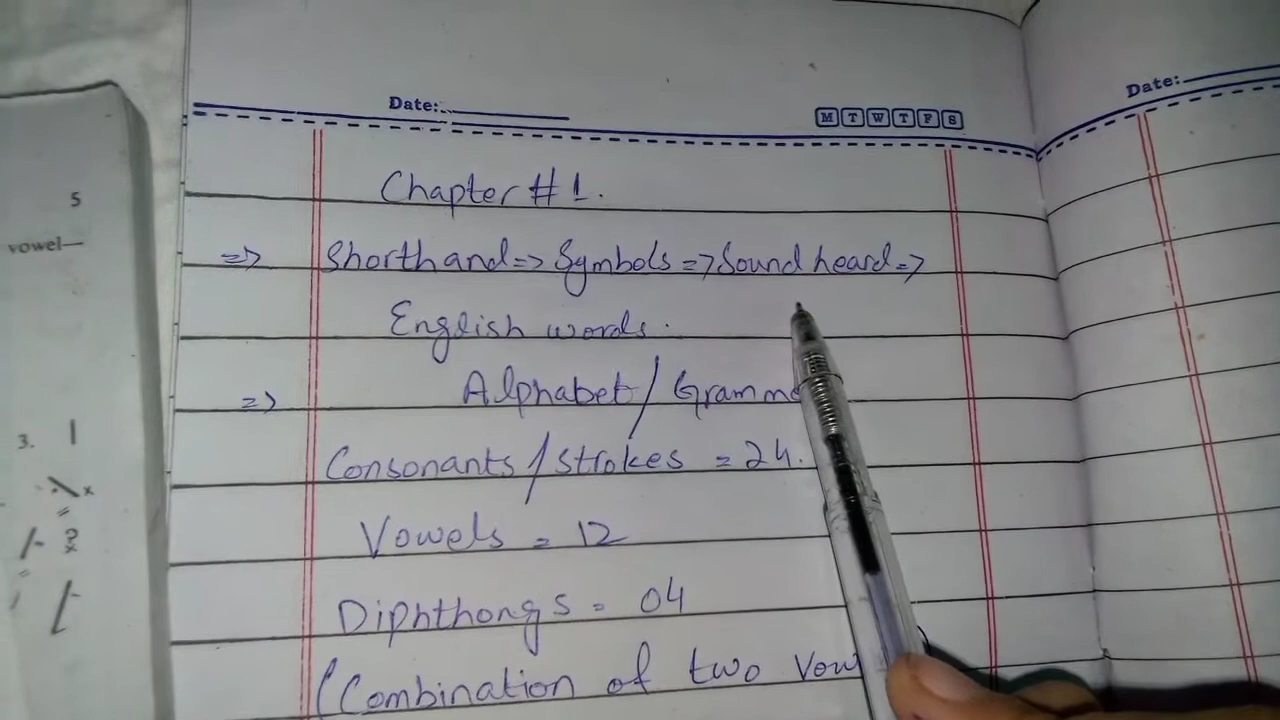 Date:
M T W T F S
Date:
5
vowel—
3.
Chapter # 1.
=> Shorthand => Symbols => Sound heard =>
English words.
=> Alphabet / Gramm
Consonants / Strokes = 24.
Vowels = 12
Diphthongs = 04
(Combination of two Vow